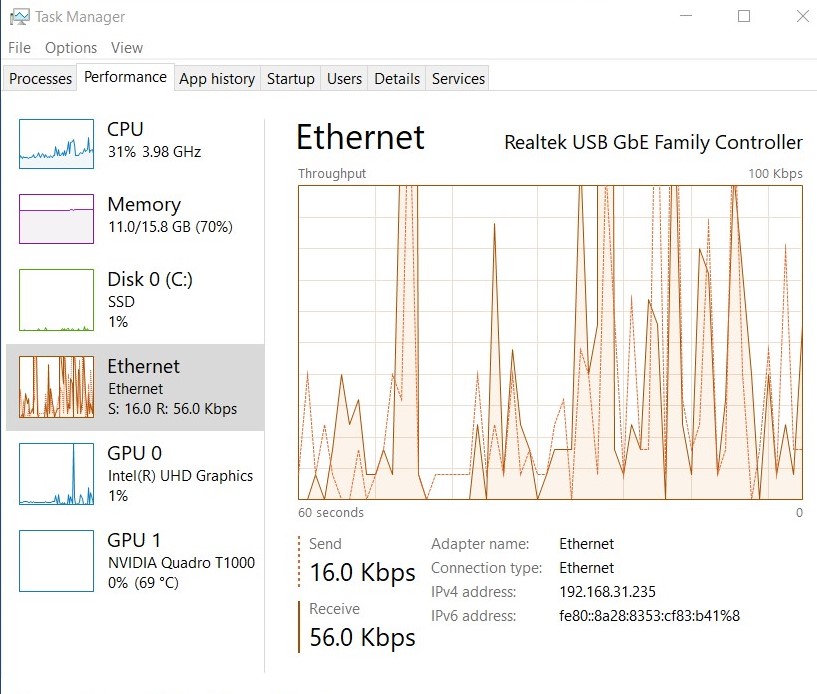 Task Manager
File Options View
Processes Performance App history Startup Users Details Services
CPU
31% 3.98 GHz
Memory
11.0/15.8 GB (70%)
Disk 0 (C:)
SSD
1%
Ethernet
Ethernet
S: 16.0 R: 56.0 Kbps
GPU 0
Intel(R) UHD Graphics
1%
GPU 1
NVIDIA Quadro T1000
0% (69 °C)
Ethernet Realtek USB GbE Family Controller
Throughput 100 Kbps
60 seconds 0
Send
16.0 Kbps
Receive
56.0 Kbps
Adapter name: Ethernet
Connection type: Ethernet
IPv4 address: 192.168.31.235
IPv6 address: fe80::8a28:8353:cf83:b41%8